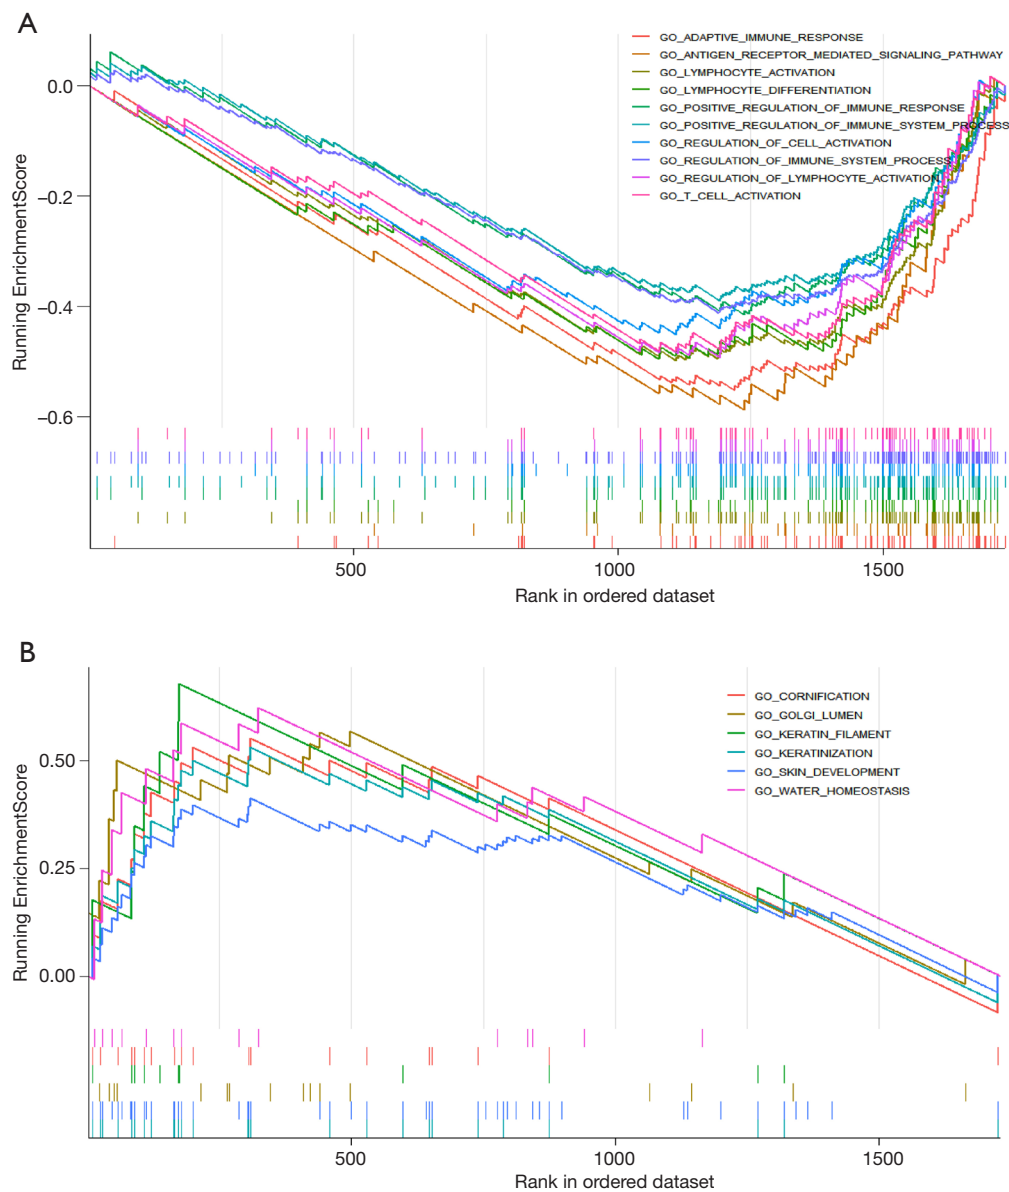 A
GO_ADAPTIVE_IMMUNE_RESPONSE
GO_ANTIGEN_RECEPTOR_MEDIATED_SIGNALING_PATHWAY
GO_LYMPHOCYTE_ACTIVATION
GO_LYMPHOCYTE_DIFFERENTIATION
GO_POSITIVE_REGULATION_OF_IMMUNE_RESPONSE
GO_POSITIVE_REGULATION_OF_IMMUNE_SYSTEM_PROCESS
GO_REGULATION_OF_CELL_ACTIVATION
GO_REGULATION_OF_IMMUNE_SYSTEM_PROCESS
GO_REGULATION_OF_LYMPHOCYTE_ACTIVATION
GO_T_CELL_ACTIVATION
0.0
−0.2
−0.4
−0.6
Running EnrichmentScore
500
1000
1500
Rank in ordered dataset
B
GO_CORNIFICATION
GO_GOLGI_LUMEN
GO_KERATIN_FILAMENT
GO_KERATINIZATION
GO_SKIN_DEVELOPMENT
GO_WATER_HOMEOSTASIS
0.50
0.25
0.00
Running EnrichmentScore
500
1000
1500
Rank in ordered dataset